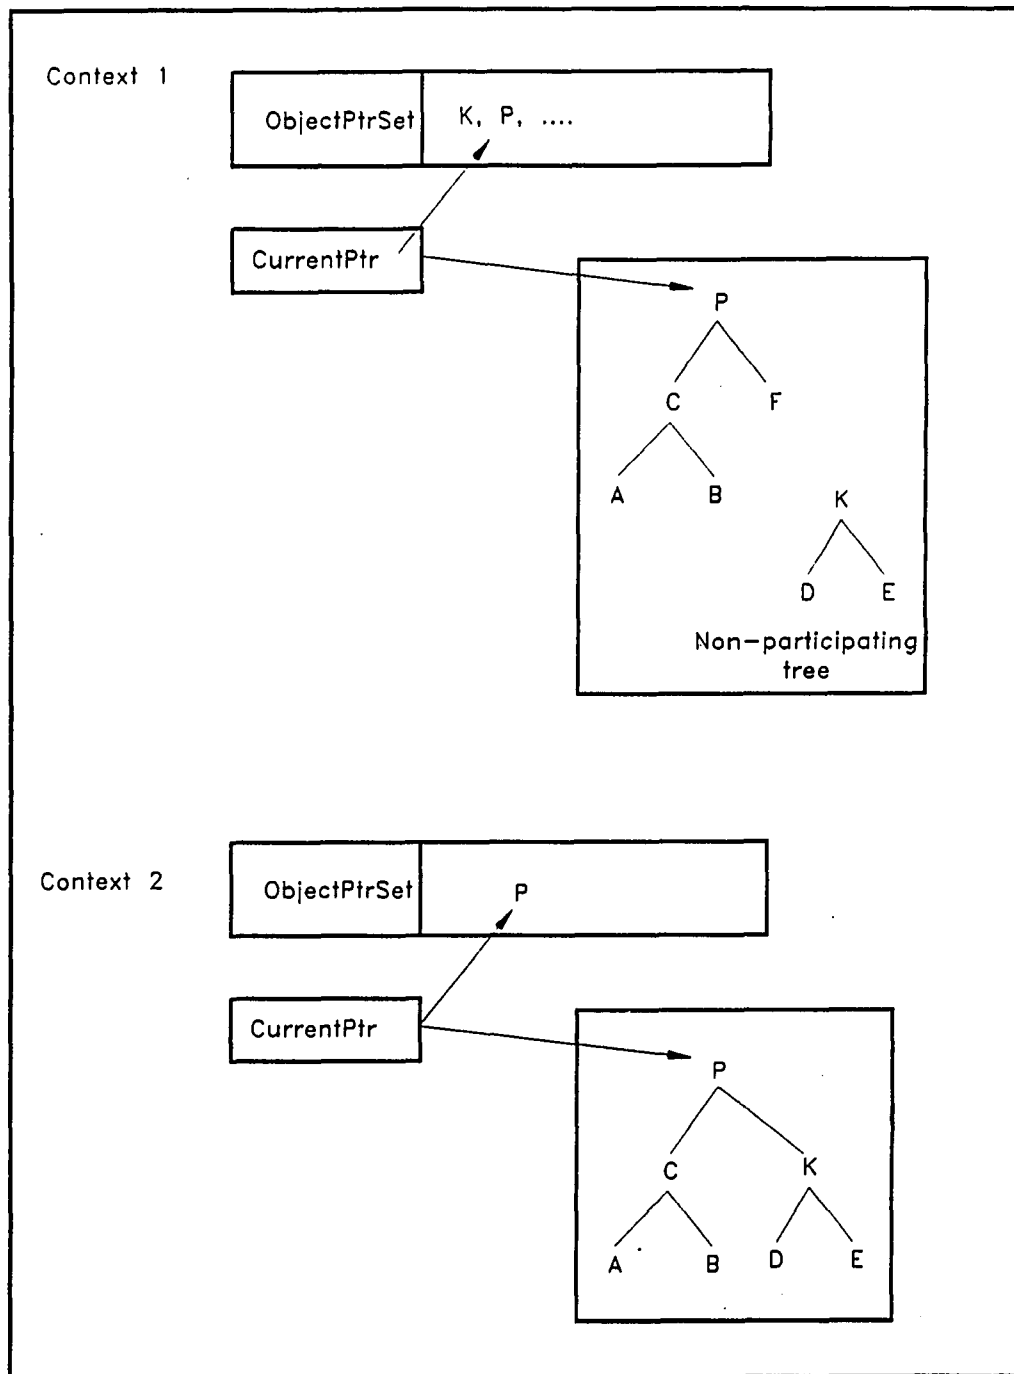 Context 1
ObjectPtrSet K, P, ....
CurrentPtr
P
C F
A B
K
D E
Non-participating
tree
Context 2
ObjectPtrSet P
CurrentPtr
P
C K
A B D E